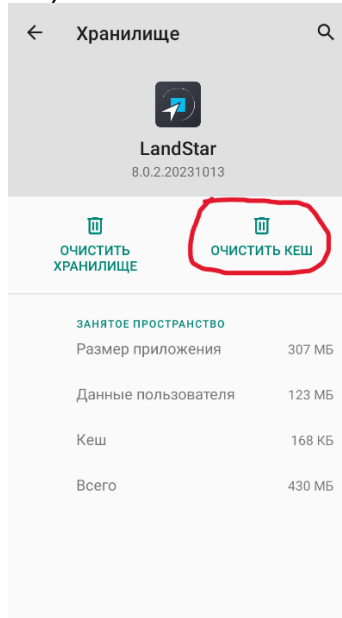 Хранилище
LandStar
8.0.2.20231013
ОЧИСТИТЬ
ХРАНИЛИЩЕ
ОЧИСТИТЬ КЕШ
ЗАНЯТОЕ ПРОСТРАНСТВО
Размер приложения 307 МБ
Данные пользователя 123 МБ
Кеш 168 КБ
Всего 430 МБ